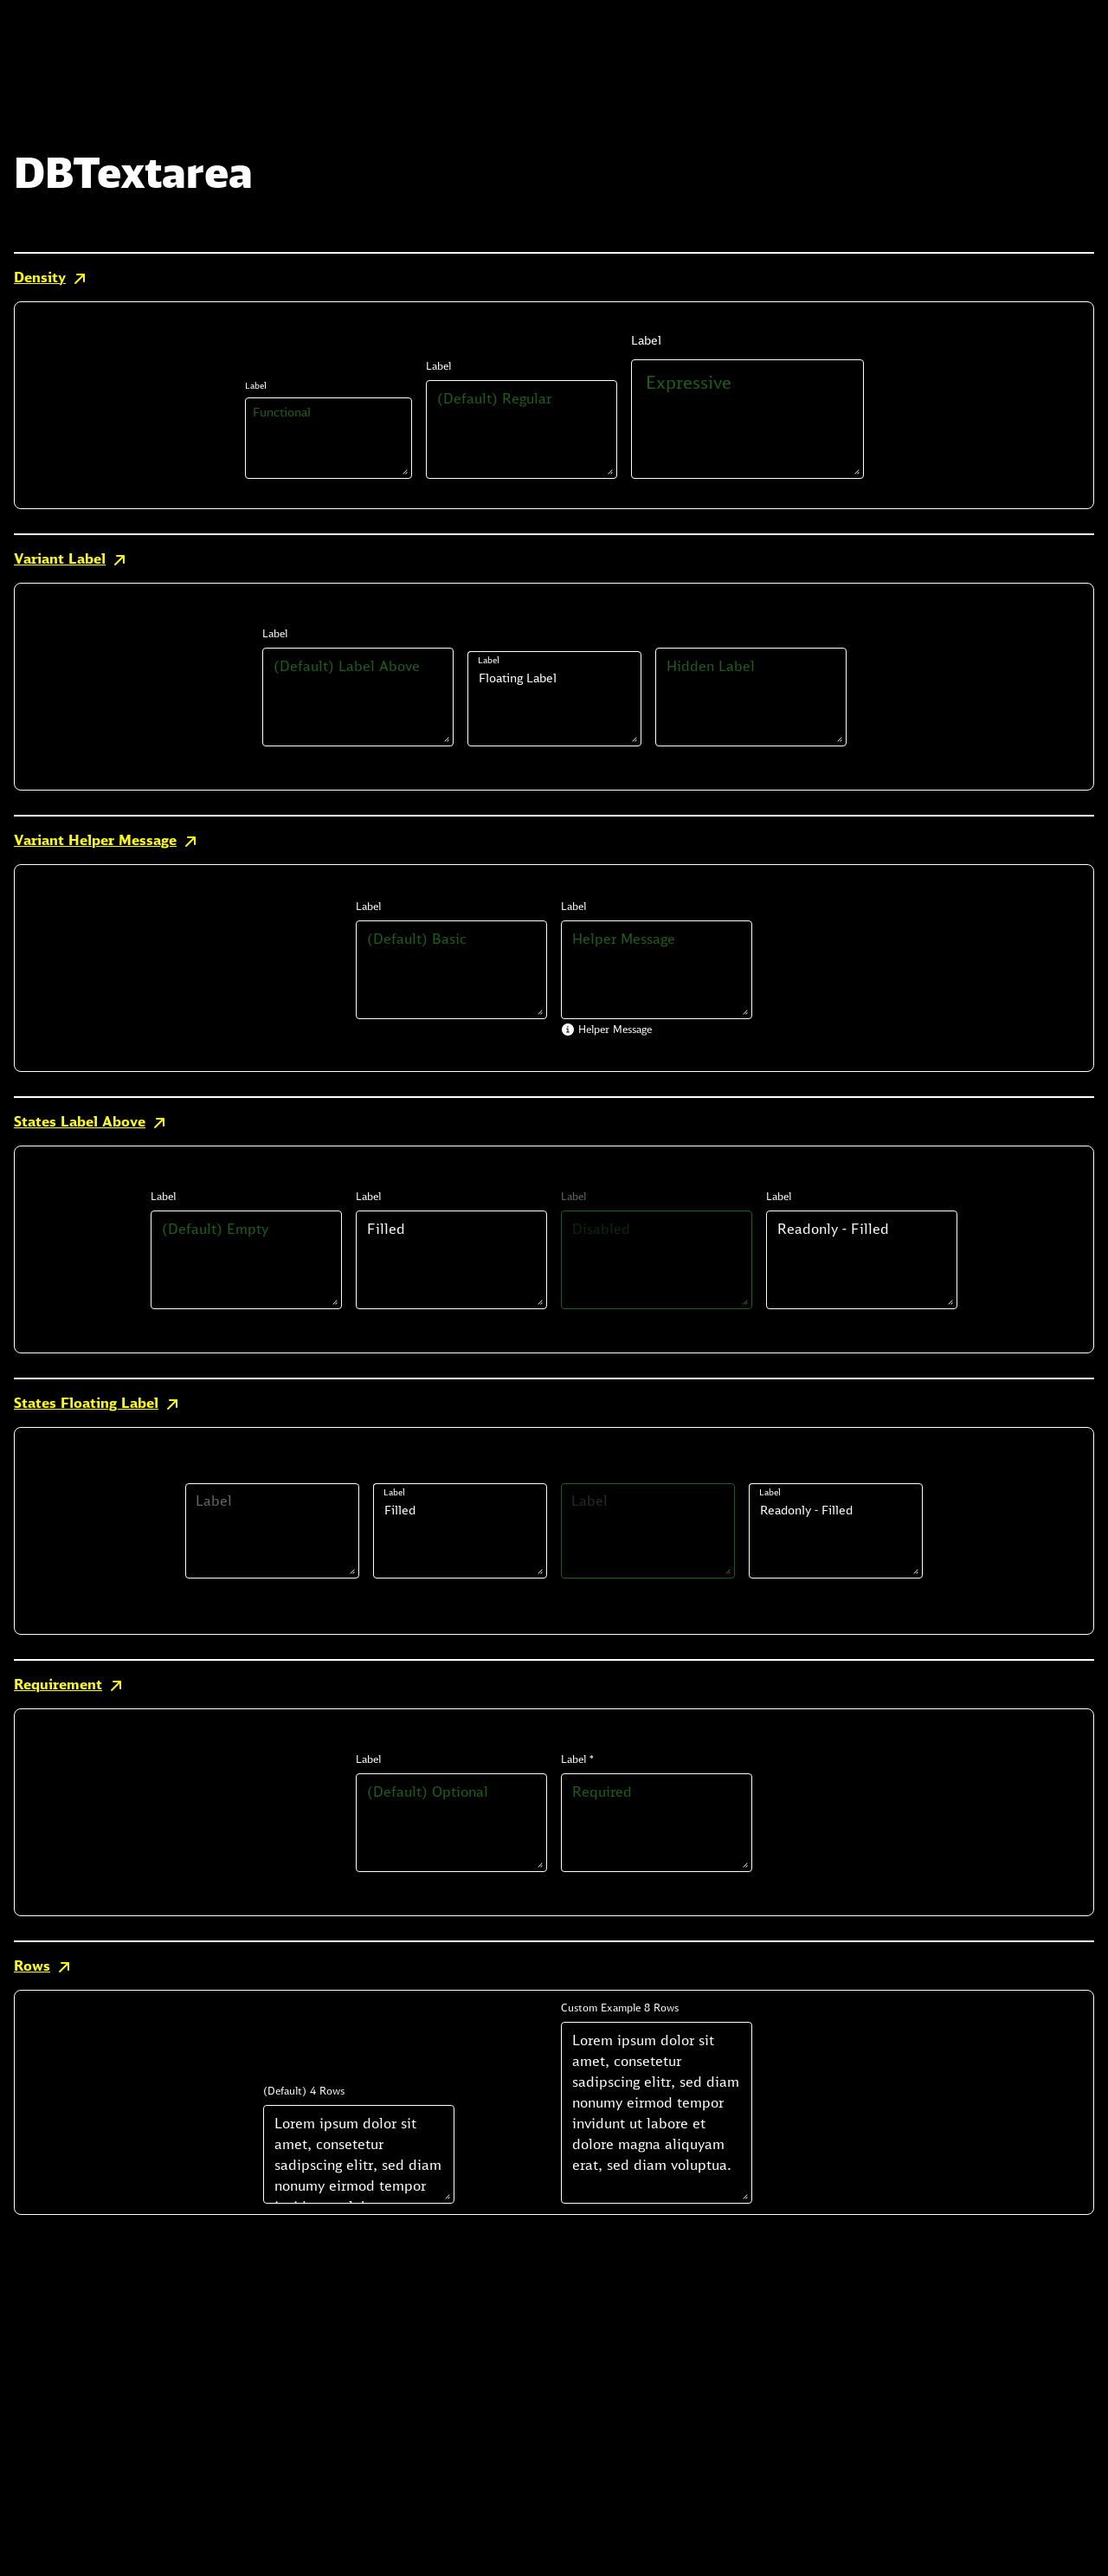 DBTextarea
Density
Label
Functional
Label
(Default) Regular
Label
Expressive
Variant Label
Label
(Default) Label Above
Label
Floating Label
Hidden Label
Variant Helper Message
Label
(Default) Basic
Label
Helper Message
Helper Message
States Label Above
Label
(Default) Empty
Label
Filled
Label
Disabled
Label
Readonly - Filled
States Floating Label
Label
Label
Filled
Label
Label
Readonly - Filled
Requirement
Label
(Default) Optional
Label *
Required
Rows
(Default) 4 Rows
Lorem ipsum dolor sit
amet, consetetur
sadipscing elitr, sed diam
nonumy eirmod tempor
Custom Example 8 Rows
Lorem ipsum dolor sit
amet, consetetur
sadipscing elitr, sed diam
nonumy eirmod tempor
invidunt ut labore et
dolore magna aliquyam
erat, sed diam voluptua.